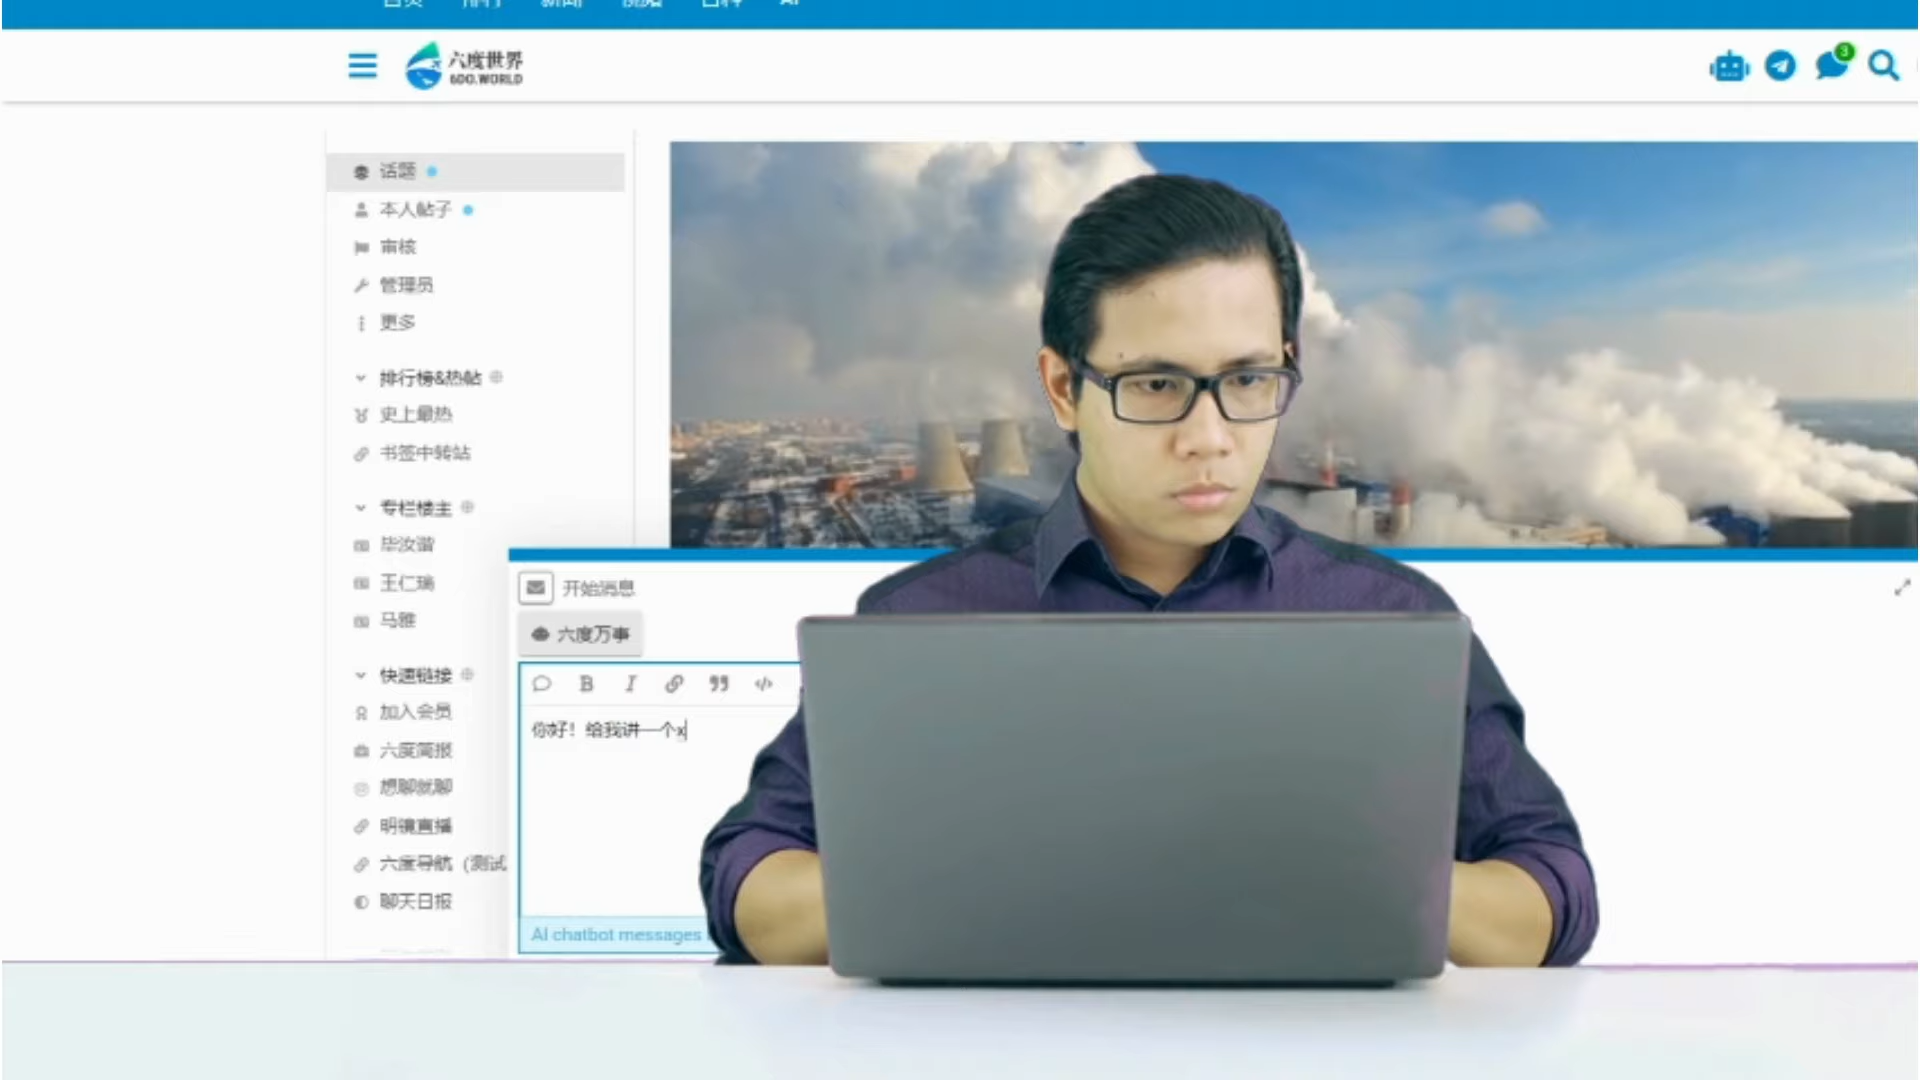 六度世界
6DO.WORLD
3
话题
本人帖子
审核
管理员
更多
排行榜&热帖
史上最热
书签中转站
专栏楼主
毕汝谐
王仁瑞
马雅
快速链接
加入会员
六度简报
想聊就聊
明镜直播
六度导航（测试
聊天日报
开始消息
六度万事
B I
你好！给我讲一个x
AI chatbot messages